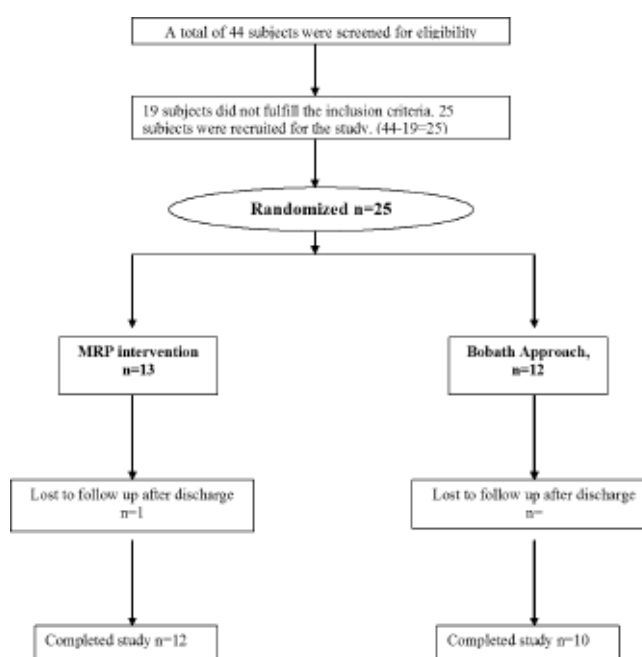 A total of 44 subjects were screened for eligibility
19 subjects did not fulfill the inclusion criteria. 25
subjects were recruited for the study. (44-19=25)
Randomized n=25
MRP intervention
n=13
Bobath Approach,
n=12
Lost to follow up after discharge
n=1
Lost to follow up after discharge
n=
Completed study n=12
Completed study n=10